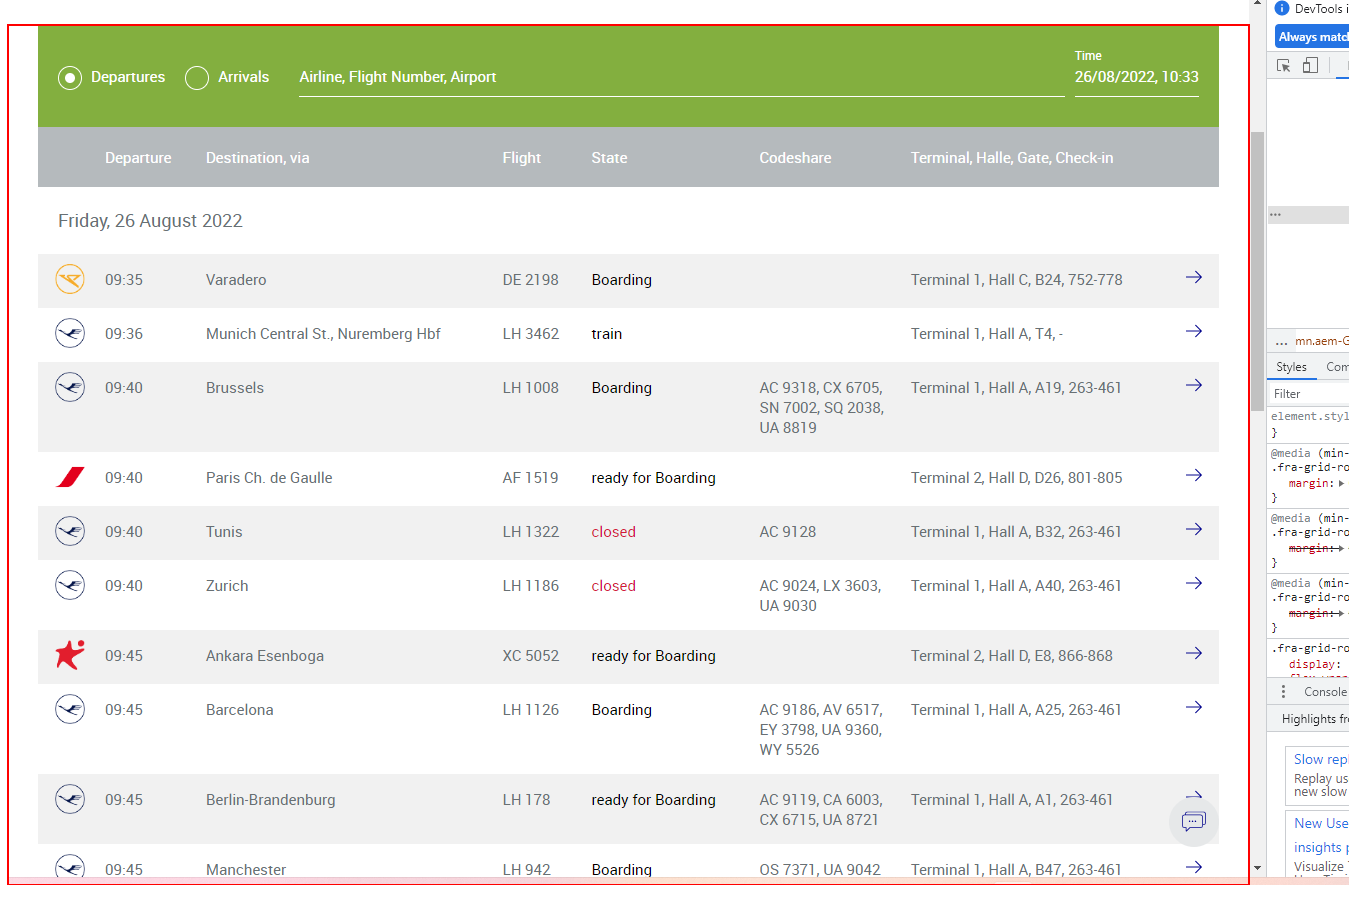 Departures Arrivals Airline, Flight Number, Airport Time 26/08/2022, 10:33
Departure Destination, via Flight State Codeshare Terminal, Halle, Gate, Check-in
Friday, 26 August 2022
09:35 Varadero DE 2198 Boarding Terminal 1, Hall C, B24, 752-778
09:36 Munich Central St., Nuremberg Hbf LH 3462 train Terminal 1, Hall A, T4, -
09:40 Brussels LH 1008 Boarding AC 9318, CX 6705, Terminal 1, Hall A, A19, 263-461
SN 7002, SQ 2038,
UA 8819
09:40 Paris Ch. de Gaulle AF 1519 ready for Boarding Terminal 2, Hall D, D26, 801-805
09:40 Tunis LH 1322 closed AC 9128 Terminal 1, Hall A, B32, 263-461
09:40 Zurich LH 1186 closed AC 9024, LX 3603, Terminal 1, Hall A, A40, 263-461
UA 9030
09:45 Ankara Esenboga XC 5052 ready for Boarding Terminal 2, Hall D, E8, 866-868
09:45 Barcelona LH 1126 Boarding AC 9186, AV 6517, Terminal 1, Hall A, A25, 263-461
EY 3798, UA 9360,
WY 5526
09:45 Berlin-Brandenburg LH 178 ready for Boarding AC 9119, CA 6003, Terminal 1, Hall A, A1, 263-461
CX 6715, UA 8721
09:45 Manchester LH 942 Boarding OS 7371, UA 9042 Terminal 1, Hall A, B47, 263-461
DevTools i
Always match
...
... mn.aem-G
Styles Com
Filter
element.styl
}
@media (min-
.fra-grid-ro
margin:
}
@media (min-
.fra-grid-ro
margin:
}
@media (min-
.fra-grid-ro
margin:
}
.fra-grid-ro
display:
Console
Highlights fr
Slow repl
Replay us
new slow
New Use
insights p
Visualize